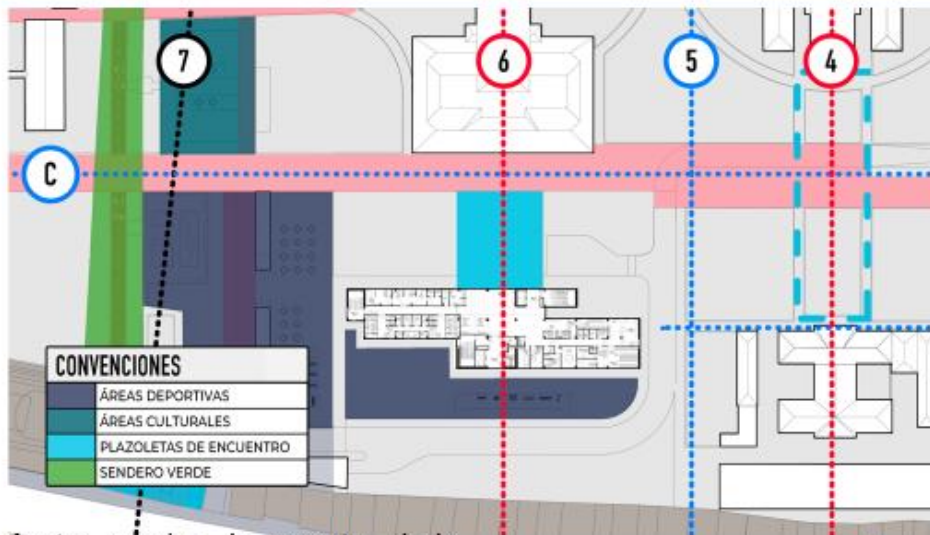 7
6
5
4
C
CONVENCIONES
ÁREAS DEPORTIVAS
ÁREAS CULTURALES
PLAZOLETAS DE ENCUENTRO
SENDERO VERDE